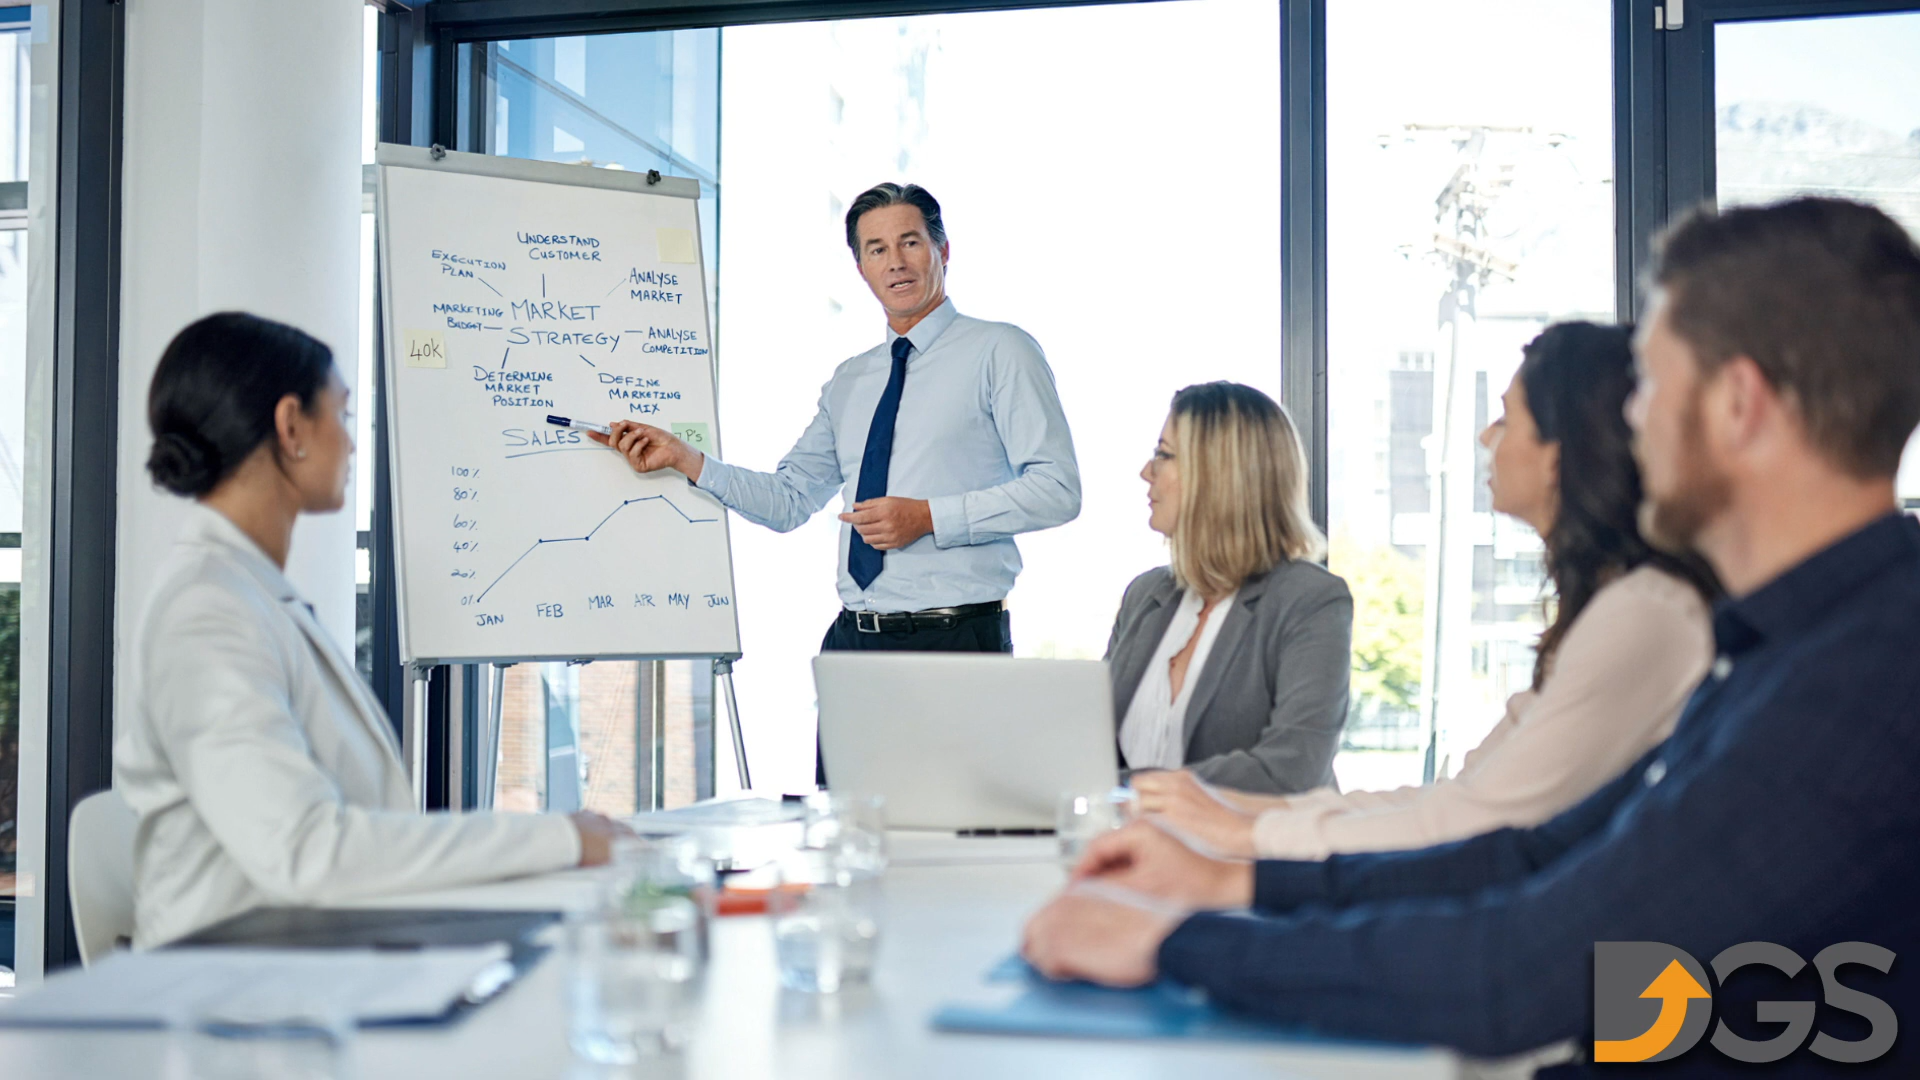 UNDERSTAND
CUSTOMER
EXECUTION
PLAN
ANALYSE
MARKET
MARKETING
BUDGET
MARKET
STRATEGY
ANALYSE
COMPETITION
40K
DETERMINE
MARKET
POSITION
DEFINE
MARKETING
MIX
SALES
7 P's
100%
80%
60%
40%
20%
0%
JAN FEB MAR APR MAY JUN
DGS